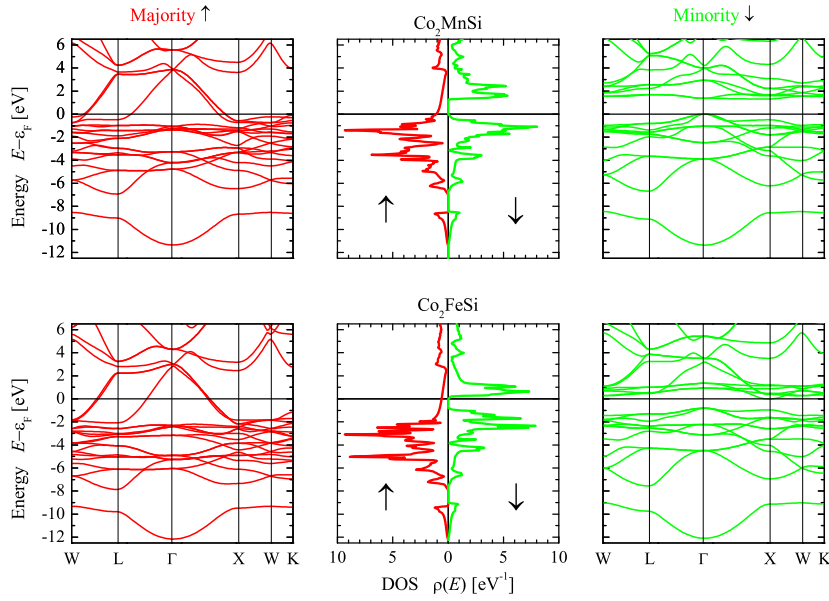 Majority ↑
Co2MnSi
Minority ↓
Energy E−εF [eV]
6
4
2
0
-2
-4
-6
-8
-10
-12
↑
↓
Co2FeSi
Energy E−εF [eV]
6
4
2
0
-2
-4
-6
-8
-10
-12
↑
↓
W L Γ X W K
10 5 0 5 10
W L Γ X W K
DOS ρ(E) [eV-1]